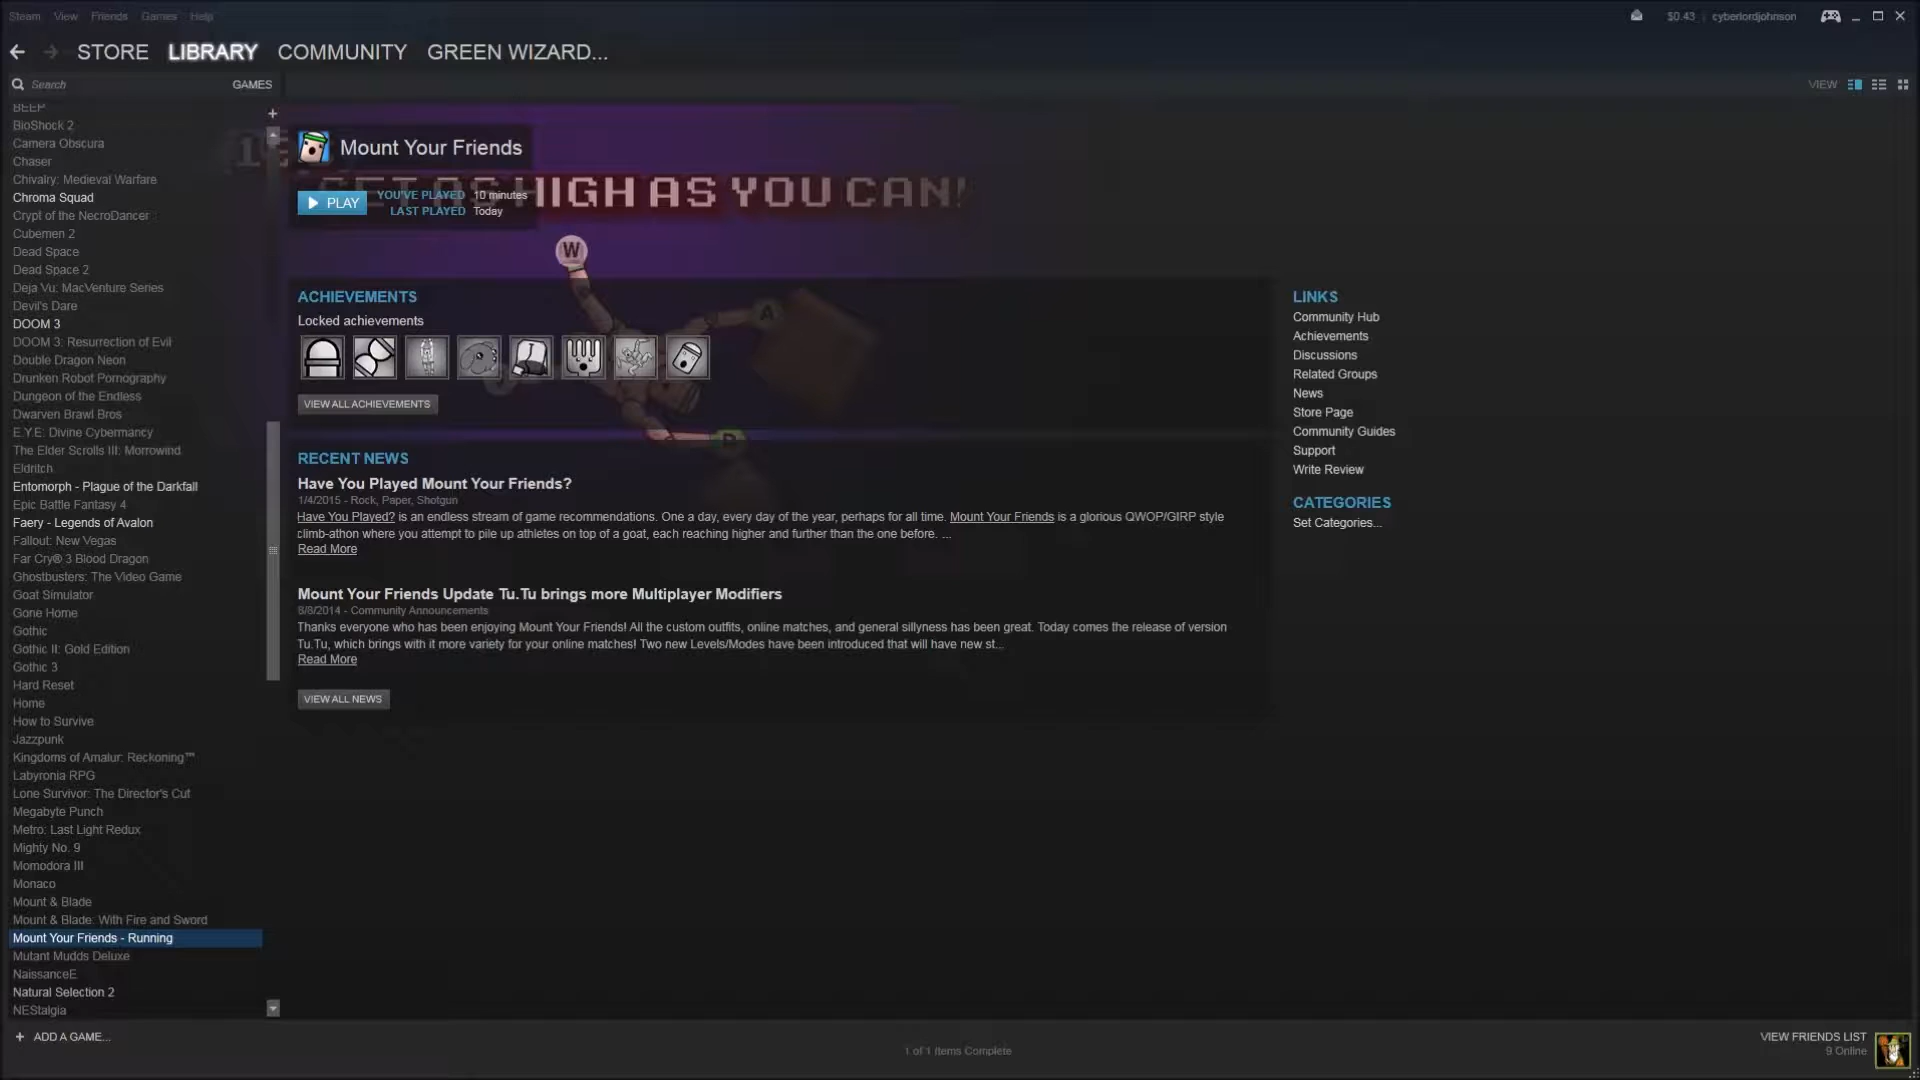 Steam View Friends Games Help
$0.43 cyberlordjohnson
STORE LIBRARY COMMUNITY GREEN WIZARD...
Search GAMES
VIEW
BEEP
BioShock 2
Camera Obscura
Chaser
Chivalry: Medieval Warfare
Chroma Squad
Crypt of the NecroDancer
Cubemen 2
Dead Space
Dead Space 2
Deja Vu: MacVenture Series
Devil's Dare
DOOM 3
DOOM 3: Resurrection of Evil
Double Dragon Neon
Drunken Robot Pornography
Dungeon of the Endless
Dwarven Brawl Bros
E.Y.E: Divine Cybermancy
The Elder Scrolls III: Morrowind
Eldritch
Entomorph - Plague of the Darkfall
Epic Battle Fantasy 4
Faery - Legends of Avalon
Fallout: New Vegas
Far Cry® 3 Blood Dragon
Ghostbusters: The Video Game
Goat Simulator
Gone Home
Gothic
Gothic II: Gold Edition
Gothic 3
Hard Reset
Home
How to Survive
Jazzpunk
Kingdoms of Amalur: Reckoning™
Labyronia RPG
Lone Survivor: The Director's Cut
Megabyte Punch
Metro: Last Light Redux
Mighty No. 9
Momodora III
Monaco
Mount & Blade
Mount & Blade: With Fire and Sword
Mount Your Friends - Running
Mutant Mudds Deluxe
NaissanceE
Natural Selection 2
NEStalgia
+ ADD A GAME...
Mount Your Friends
HIGH AS YOU CAN!
PLAY
YOU'VE PLAYED 10 minutes
LAST PLAYED Today
W
A
ACHIEVEMENTS
Locked achievements
VIEW ALL ACHIEVEMENTS
RECENT NEWS
Have You Played Mount Your Friends?
1/4/2015 - Rock, Paper, Shotgun
Have You Played? is an endless stream of game recommendations. One a day, every day of the year, perhaps for all time. Mount Your Friends is a glorious QWOP/GIRP style
climb-athon where you attempt to pile up athletes on top of a goat, each reaching higher and further than the one before. ...
Read More
Mount Your Friends Update Tu.Tu brings more Multiplayer Modifiers
8/8/2014 - Community Announcements
Thanks everyone who has been enjoying Mount Your Friends! All the custom outfits, online matches, and general sillyness has been great. Today comes the release of version
Tu.Tu, which brings with it more variety for your online matches! Two new Levels/Modes have been introduced that will have new st...
Read More
VIEW ALL NEWS
LINKS
Community Hub
Achievements
Discussions
Related Groups
News
Store Page
Community Guides
Support
Write Review
CATEGORIES
Set Categories...
1 of 1 Items Complete
VIEW FRIENDS LIST
9 Online